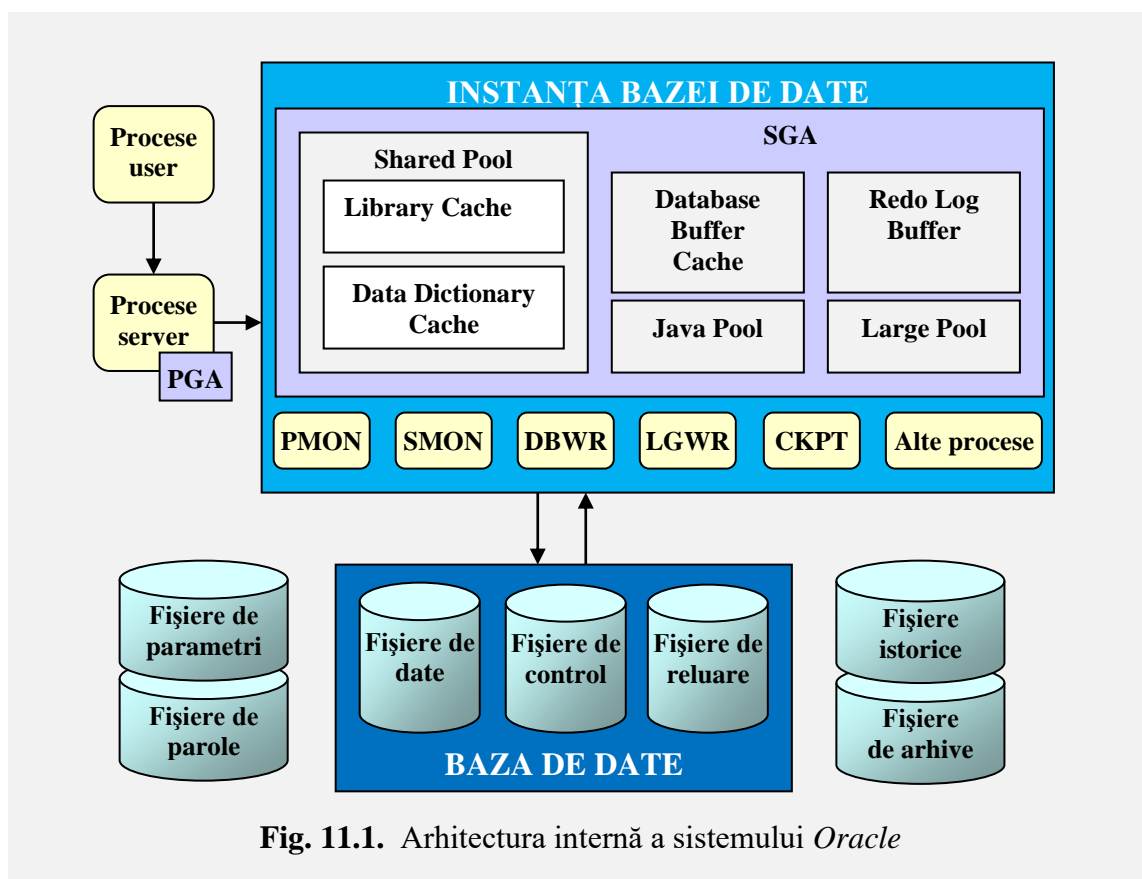 INSTANȚA BAZEI DE DATE
SGA
Procese
user
Shared Pool
Library Cache
Data Dictionary
Cache
Database
Buffer
Cache
Redo Log
Buffer
Java Pool
Large Pool
Procese
server
PGA
PMON
SMON
DBWR
LGWR
CKPT
Alte procese
Fişiere de
parametri
Fişiere de
parole
Fişiere de
date
Fişiere de
control
Fişiere de
reluare
BAZA DE DATE
Fişiere
istorice
Fişiere
de arhive
Fig. 11.1. Arhitectura internă a sistemului Oracle